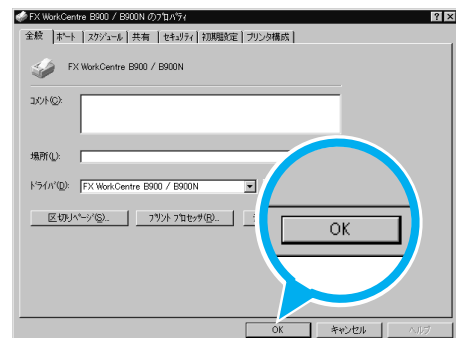 FX WorkCentre B900 / B900N のﾌﾟﾛﾊﾟﾃｨ
全般 ﾎﾟｰﾄ ｽｹｼﾞｭｰﾙ 共有 ｾｷｭﾘﾃｨ 初期設定 ﾌﾟﾘﾝﾀ構成
FX WorkCentre B900 / B900N
ｺﾒﾝﾄ(C):
場所(L):
ﾄﾞﾗｲﾊﾞ(D): FX WorkCentre B900 / B900N
区切りﾍﾟｰｼﾞ(S)... ﾌﾟﾘﾝﾄ ﾌﾟﾛｾｯｻ(R)...
OK
OK ｷｬﾝｾﾙ ﾍﾙﾌﾟ